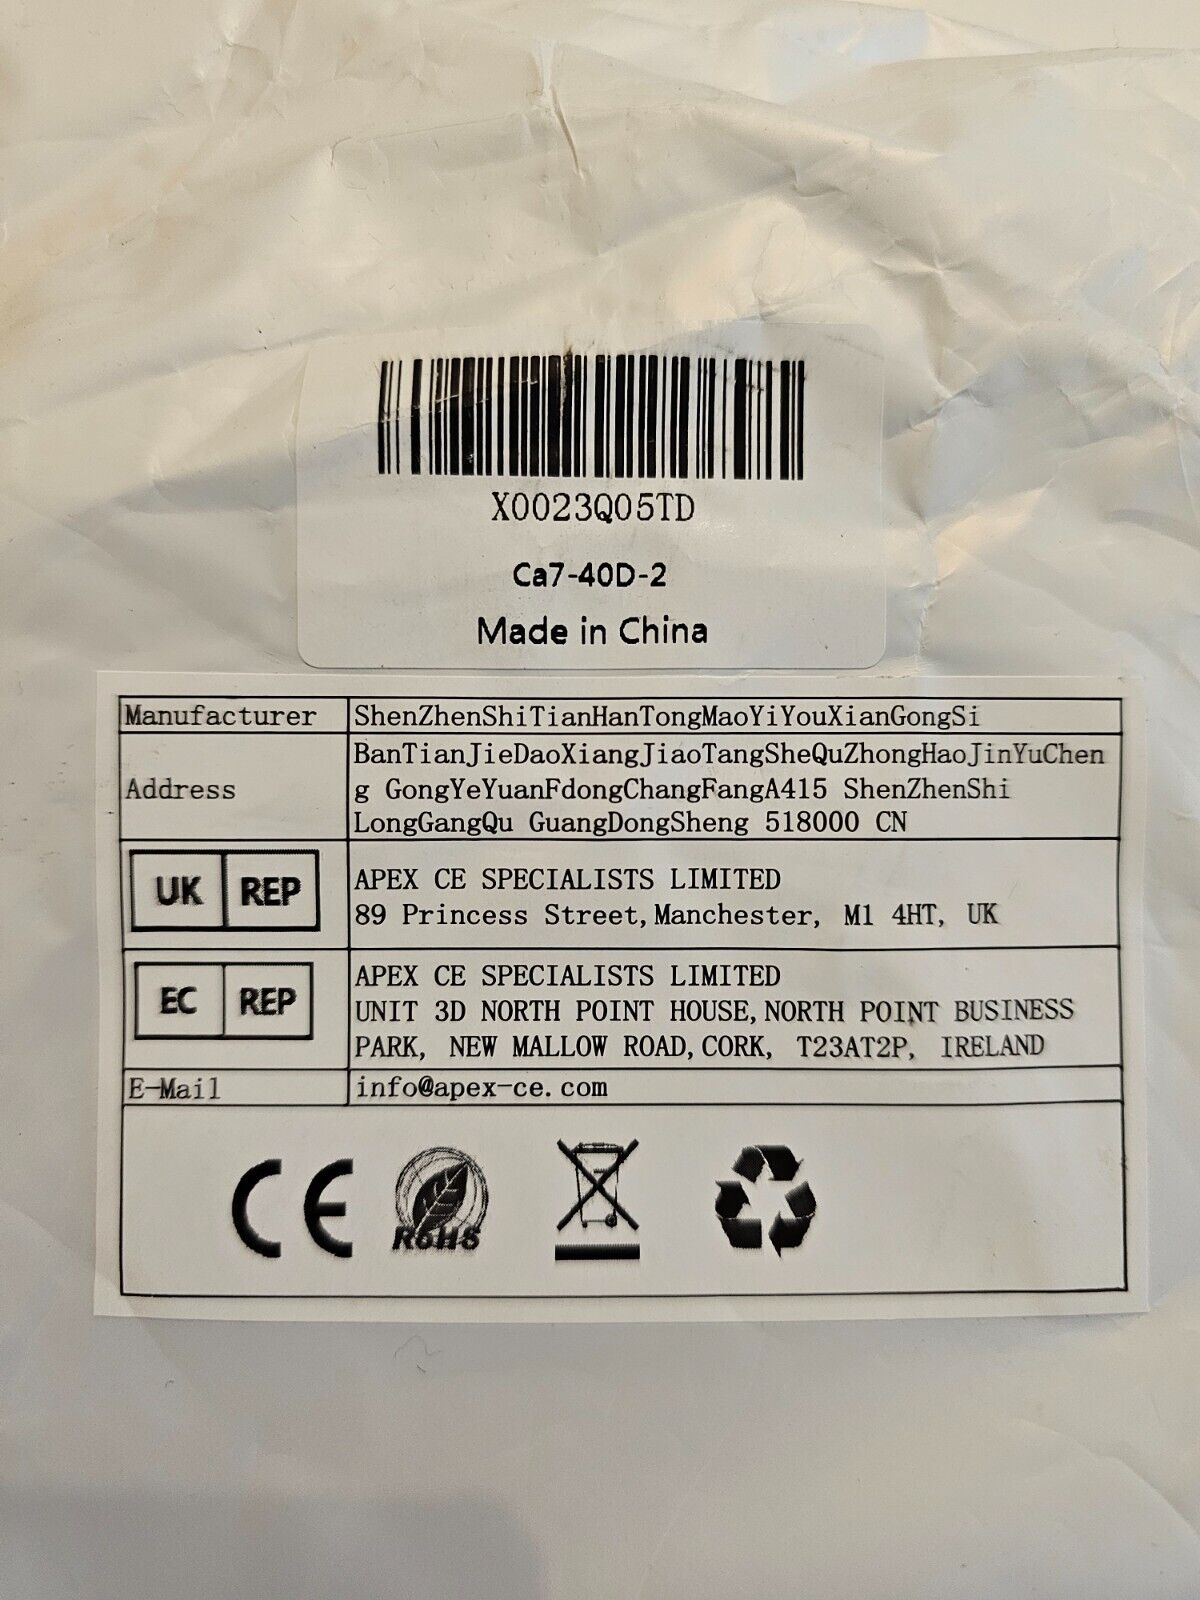 X0023Q05TD
Ca7-40D-2
Made in China
Manufacturer ShenZhenShiTianHanTongMaoYiYouXianGongSi
Address BanTianJieDaoXiangJiaoTangSheQuZhongHaoJinYuChen
g GongYeYuanFdongChangFangA415 ShenZhenShi
LongGangQu GuangDongSheng 518000 CN
UK REP APEX CE SPECIALISTS LIMITED
89 Princess Street, Manchester, M1 4HT, UK
EC REP APEX CE SPECIALISTS LIMITED
UNIT 3D NORTH POINT HOUSE, NORTH POINT BUSINESS
PARK, NEW MALLOW ROAD, CORK, T23AT2P, IRELAND
E-Mail info@apex-ce.com
CE RoHS